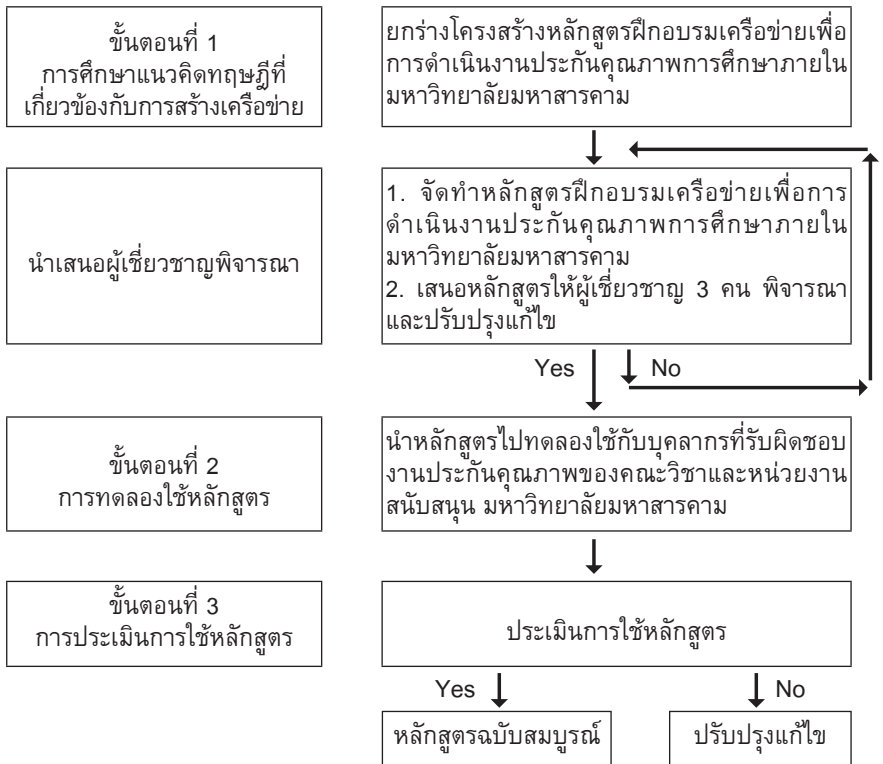 ขั้นตอนที่ 1
การศึกษาแนวคิดทฤษฎีที่
เกี่ยวข้องกับการสร้างเครือข่าย
ยกร่างโครงสร้างหลักสูตรฝึกอบรมเครือข่ายเพื่อ
การดำเนินงานประกันคุณภาพการศึกษาภายใน
มหาวิทยาลัยมหาสารคาม
นำเสนอผู้เชี่ยวชาญพิจารณา
1. จัดทำหลักสูตรฝึกอบรมเครือข่ายเพื่อการ
ดำเนินงานประกันคุณภาพการศึกษาภายใน
มหาวิทยาลัยมหาสารคาม
2. เสนอหลักสูตรให้ผู้เชี่ยวชาญ 3 คน พิจารณา
และปรับปรุงแก้ไข
Yes No
ขั้นตอนที่ 2
การทดลองใช้หลักสูตร
นำหลักสูตรไปทดลองใช้กับบุคลากรที่รับผิดชอบ
งานประกันคุณภาพของคณะวิชาและหน่วยงาน
สนับสนุน มหาวิทยาลัยมหาสารคาม
ขั้นตอนที่ 3
การประเมินการใช้หลักสูตร
ประเมินการใช้หลักสูตร
Yes No
หลักสูตรฉบับสมบูรณ์
ปรับปรุงแก้ไข